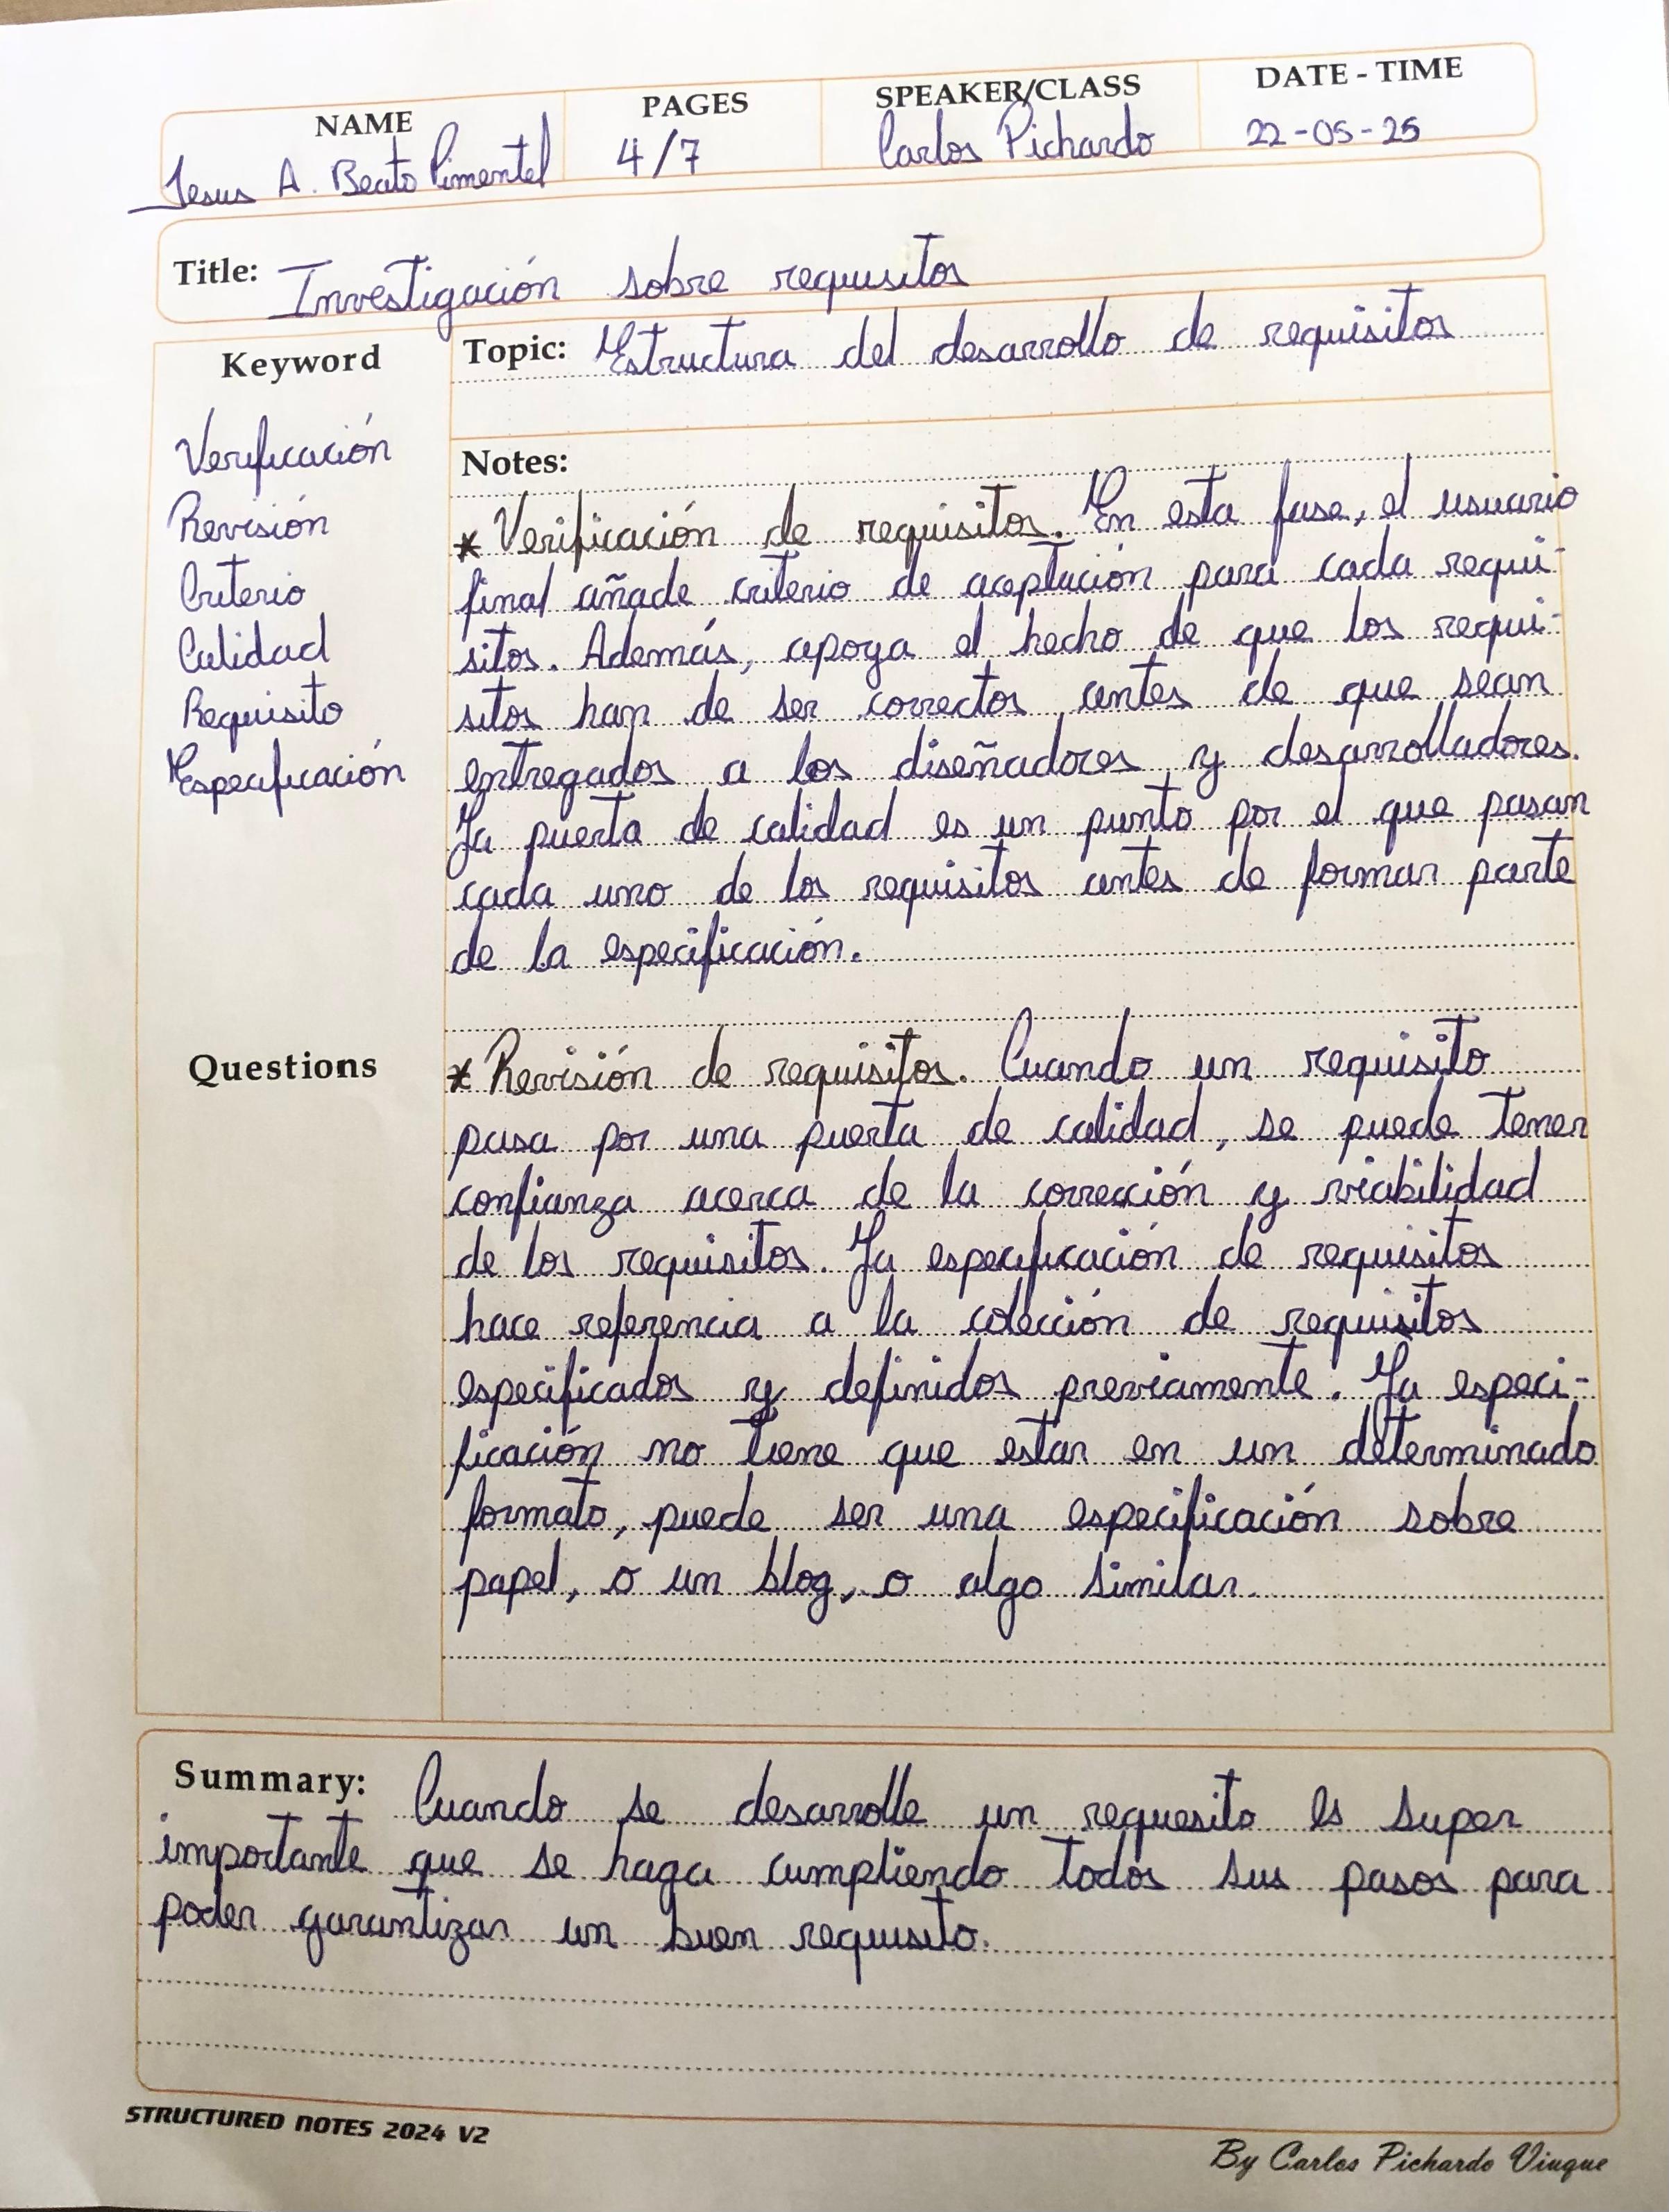 NAME
PAGES
SPEAKER/CLASS
DATE - TIME
Jesus A. Beato Pimentel
4/7
Carlos Pichardo
22-05-25
Title: Investigación sobre requisitos
Keyword
Verificación
Revisión
Criterio
Calidad
Requisito
Especificación
Topic: Estructura del desarrollo de requisitos
Notes:
* Verificación de requisitos. En esta fase, el usuario
final añade criterio de aceptación para cada requi-
sitos. Además, apoya el hecho de que los requi-
sitos han de ser correctos antes de que sean
entregados a los diseñadores y desarrolladores.
La puerta de calidad es un punto por el que pasan
cada uno de los requisitos antes de formar parte
de la especificación.
Questions
* Revisión de requisitos. Cuando un requisito
pasa por una puerta de calidad, se puede tener
confianza acerca de la corrección y viabilidad
de los requisitos. La especificación de requisitos
hace referencia a la colección de requisitos
especificados y definidos previamente. La especi-
ficación no tiene que estar en un determinado
formato, puede ser una especificación sobre
papel, o un blog, o algo similar.
Summary: Cuando se desarrolle un requesito es super
importante que se haga cumpliendo todos sus pasos para
poder garantizar un buen requisito.
STRUCTURED NOTES 2024 V2
By Carlos Pichardo Viuque